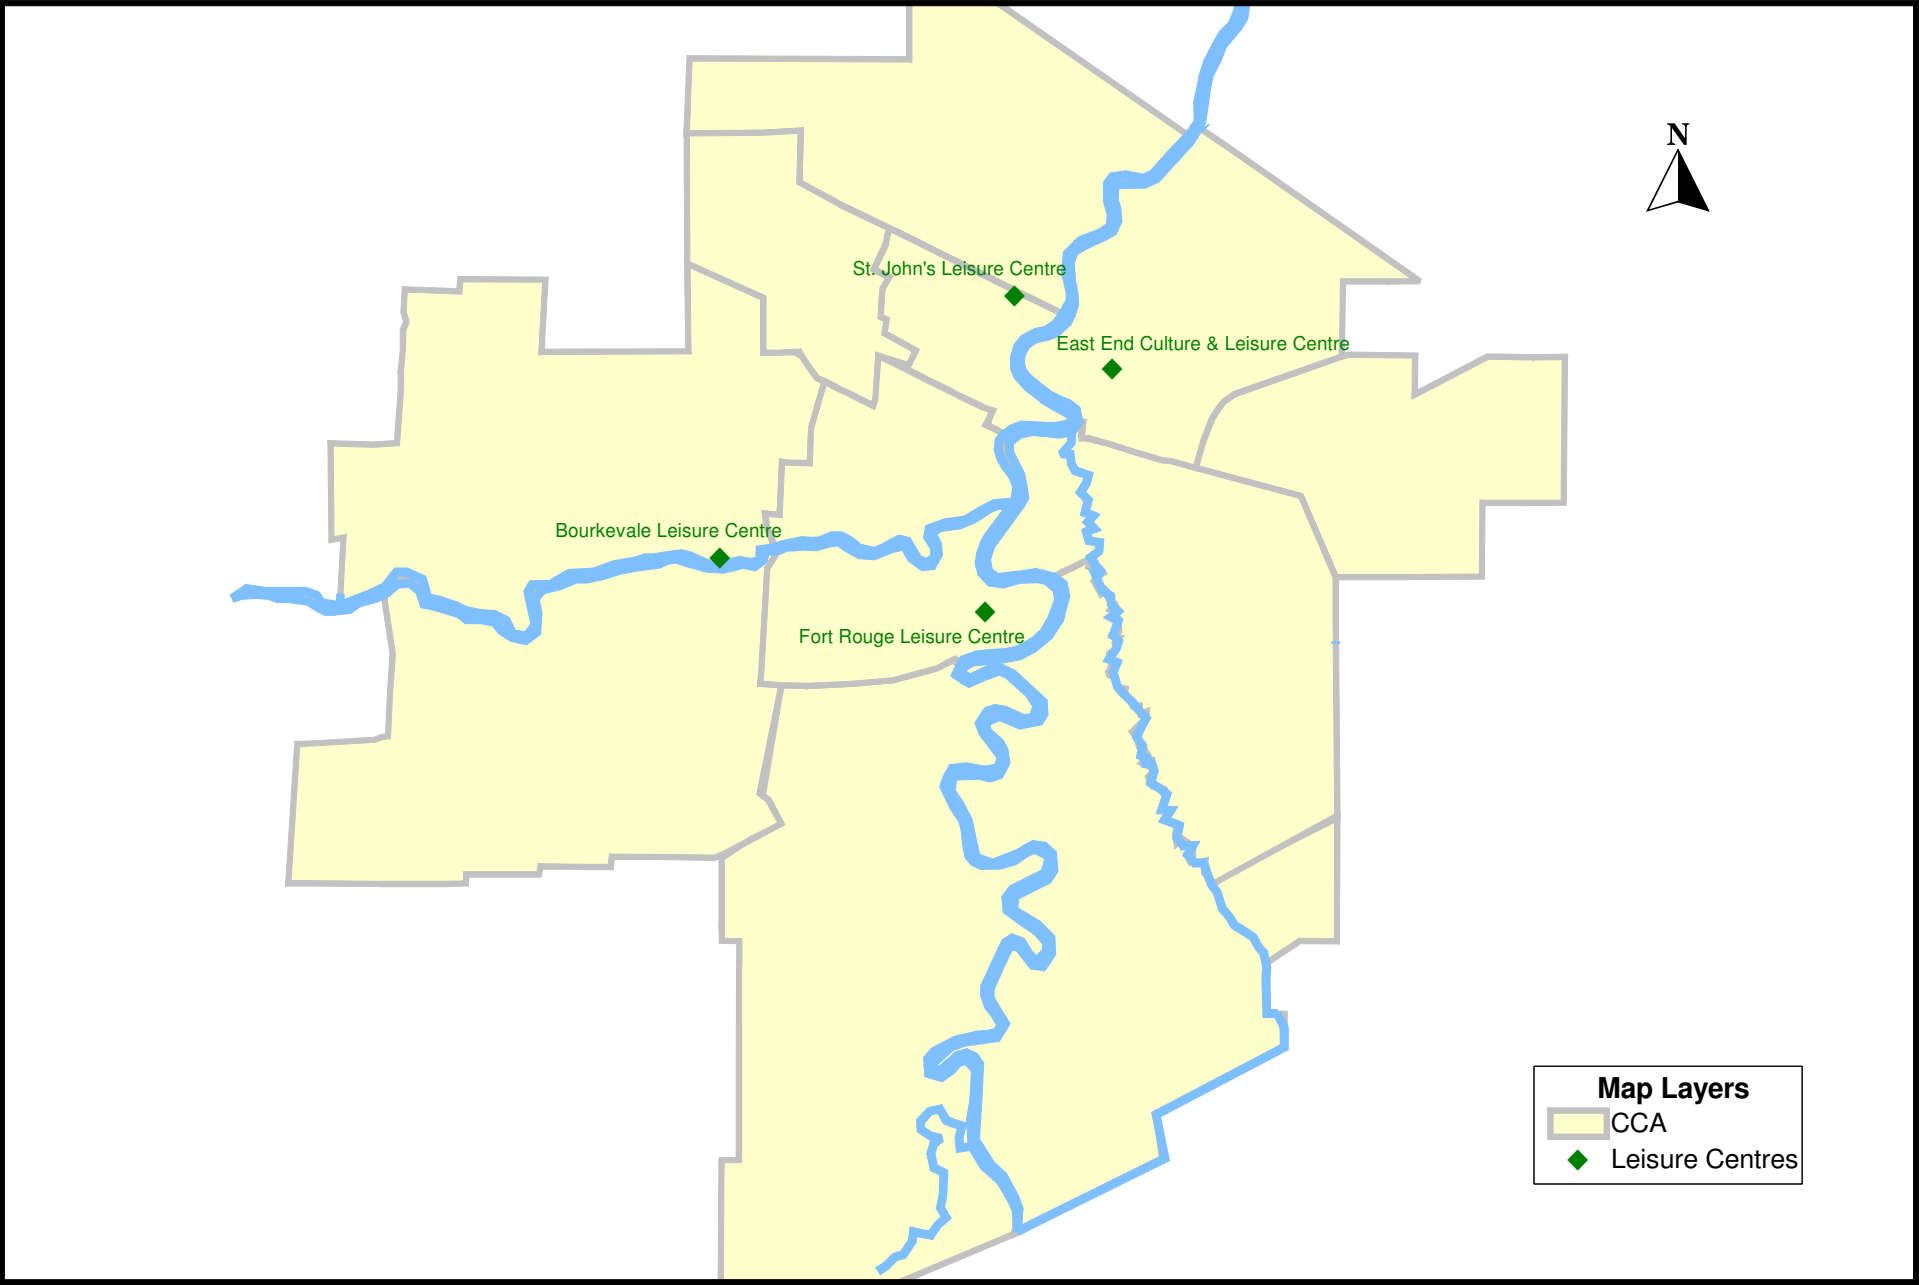 N
St. John's Leisure Centre
East End Culture & Leisure Centre
Bourkevale Leisure Centre
Fort Rouge Leisure Centre
Map Layers
CCA
Leisure Centres